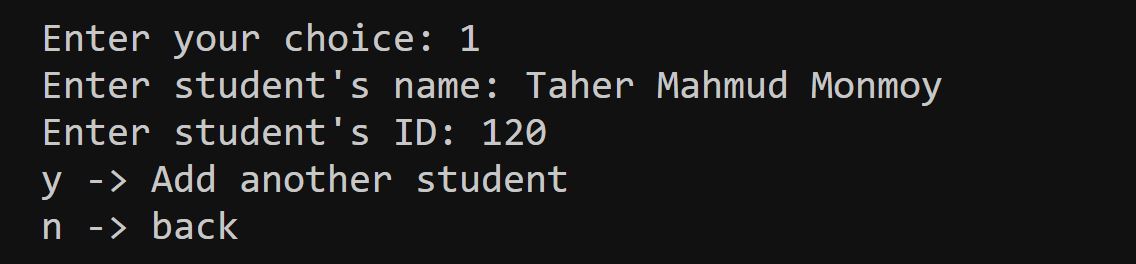 Enter your choice: 1
Enter student's name: Taher Mahmud Monmoy
Enter student's ID: 120
y -> Add another student
n -> back